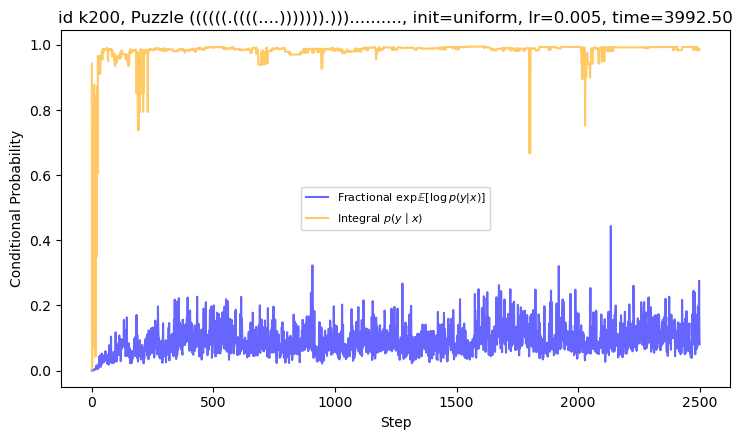 id k200, Puzzle ((((((.((((....))))))).))).........., init=uniform, lr=0.005, time=3992.50
Conditional Probability
1.0
0.8
0.6
0.4
0.2
0.0
Fractional exp𝔼[log p(y|x)]
Integral p(y | x)
0 500 1000 1500 2000 2500
Step